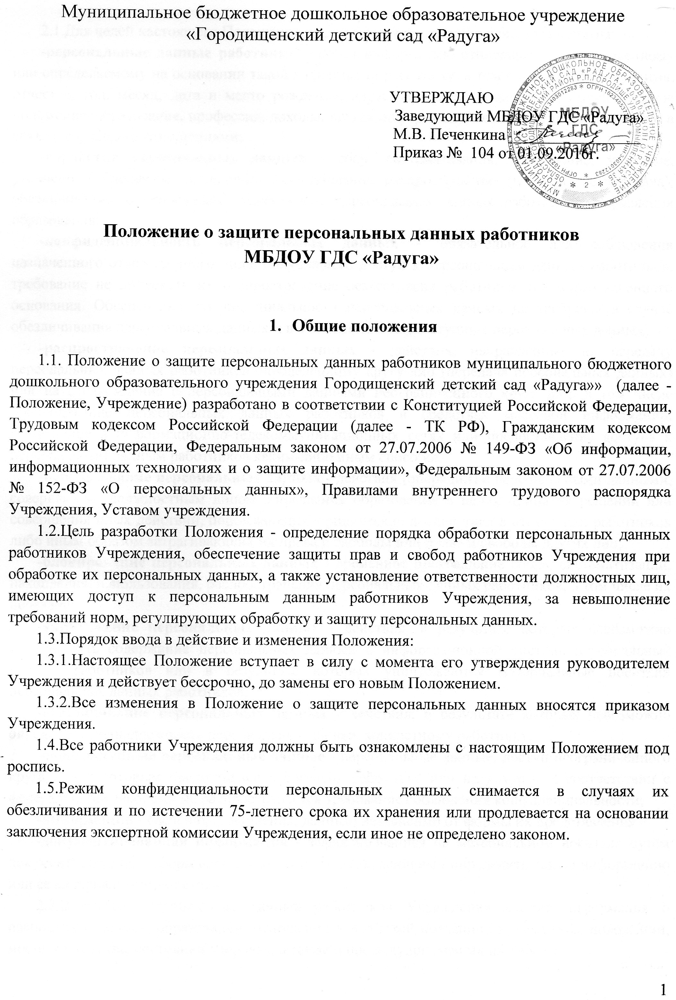 Муниципальное бюджетное дошкольное образовательное учреждение
«Городищенский детский сад «Радуга»
УТВЕРЖДАЮ
Заведующий МБДОУ ГДС «Радуга»
М.В. Печенкина
Приказ № 104 от 01.09.2016г.
МБДОУ
ГДС
«Радуга»
Положение о защите персональных данных работников
МБДОУ ГДС «Радуга»
1. Общие положения
1.1. Положение о защите персональных данных работников муниципального бюджетного
дошкольного образовательного учреждения Городищенский детский сад «Радуга»» (далее -
Положение, Учреждение) разработано в соответствии с Конституцией Российской Федерации,
Трудовым кодексом Российской Федерации (далее - ТК РФ), Гражданским кодексом
Российской Федерации, Федеральным законом от 27.07.2006 № 149-ФЗ «Об информации,
информационных технологиях и о защите информации», Федеральным законом от 27.07.2006
№ 152-ФЗ «О персональных данных», Правилами внутреннего трудового распорядка
Учреждения, Уставом учреждения.
1.2.Цель разработки Положения - определение порядка обработки персональных данных
работников Учреждения, обеспечение защиты прав и свобод работников Учреждения при
обработке их персональных данных, а также установление ответственности должностных лиц,
имеющих доступ к персональным данным работников Учреждения, за невыполнение
требований норм, регулирующих обработку и защиту персональных данных.
1.3.Порядок ввода в действие и изменения Положения:
1.3.1.Настоящее Положение вступает в силу с момента его утверждения руководителем
Учреждения и действует бессрочно, до замены его новым Положением.
1.3.2.Все изменения в Положение о защите персональных данных вносятся приказом
Учреждения.
1.4.Все работники Учреждения должны быть ознакомлены с настоящим Положением под
роспись.
1.5.Режим конфиденциальности персональных данных снимается в случаях их
обезличивания и по истечении 75-летнего срока их хранения или продлевается на основании
заключения экспертной комиссии Учреждения, если иное не определено законом.
1